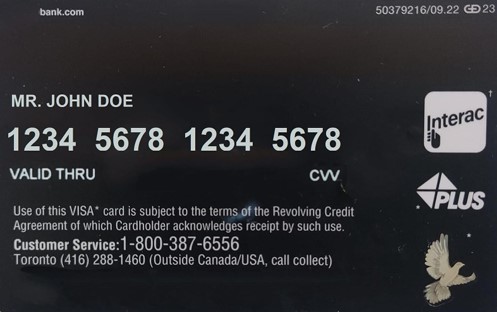 bank.com
50379216/09.22 GD 23
MR. JOHN DOE
Interac †
1234 5678 1234 5678
VALID THRU CVV
PLUS
Use of this VISA* card is subject to the terms of the Revolving Credit
Agreement of which Cardholder acknowledges receipt by such use.
Customer Service:1-800-387-6556
Toronto (416) 288-1460 (Outside Canada/USA, call collect)